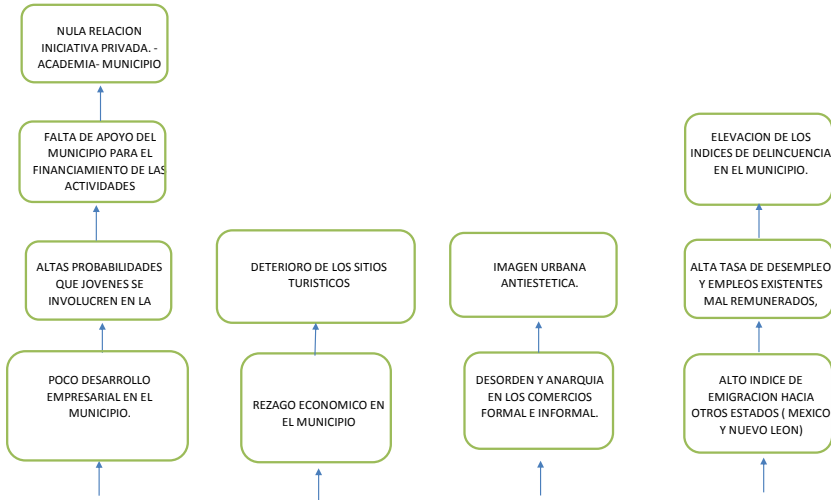 NULA RELACION
INICIATIVA PRIVADA. -
ACADEMIA- MUNICIPIO
FALTA DE APOYO DEL
MUNICIPIO PARA EL
FINANCIAMIENTO DE LAS
ACTIVIDADES
ELEVACION DE LOS
INDICES DE DELINCUENCIA
EN EL MUNICIPIO.
ALTAS PROBABILIDADES
QUE JOVENES SE
INVOLUCREN EN LA
DETERIORO DE LOS SITIOS
TURISTICOS
IMAGEN URBANA
ANTIESTETICA.
ALTA TASA DE DESEMPLEO
Y EMPLEOS EXISTENTES
MAL REMUNERADOS,
POCO DESARROLLO
EMPRESARIAL EN EL
MUNICIPIO.
REZAGO ECONOMICO EN
EL MUNICIPIO
DESORDEN Y ANARQUIA
EN LOS COMERCIOS
FORMAL E INFORMAL.
ALTO INDICE DE
EMIGRACION HACIA
OTROS ESTADOS ( MEXICO
Y NUEVO LEON)